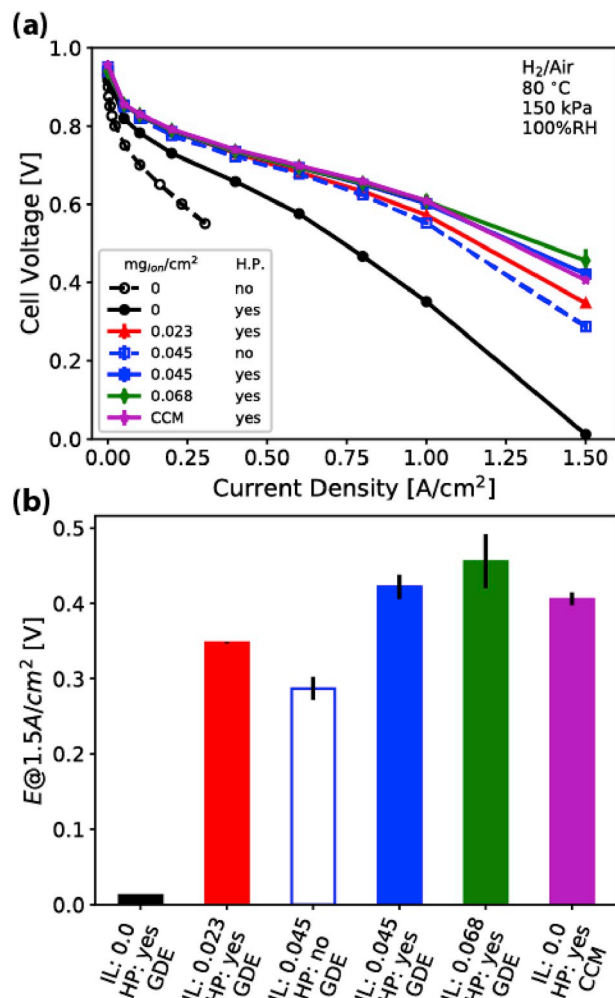 (a)
1.0
0.8
0.6
0.4
0.2
0.0
Cell Voltage [V]
H₂/Air
80 °C
150 kPa
100%RH
mg_Ion/cm² H.P.
0 no
0 yes
0.023 yes
0.045 no
0.045 yes
0.068 yes
CCM yes
0.00 0.25 0.50 0.75 1.00 1.25 1.50
Current Density [A/cm²]
(b)
0.5
0.4
0.3
0.2
0.1
0.0
E@1.5A/cm² [V]
IL: 0.0
HP: yes
GDE
IL: 0.023
HP: yes
GDE
IL: 0.045
HP: no
GDE
IL: 0.045
HP: yes
GDE
IL: 0.068
HP: yes
GDE
IL: 0.0
HP: yes
CCM